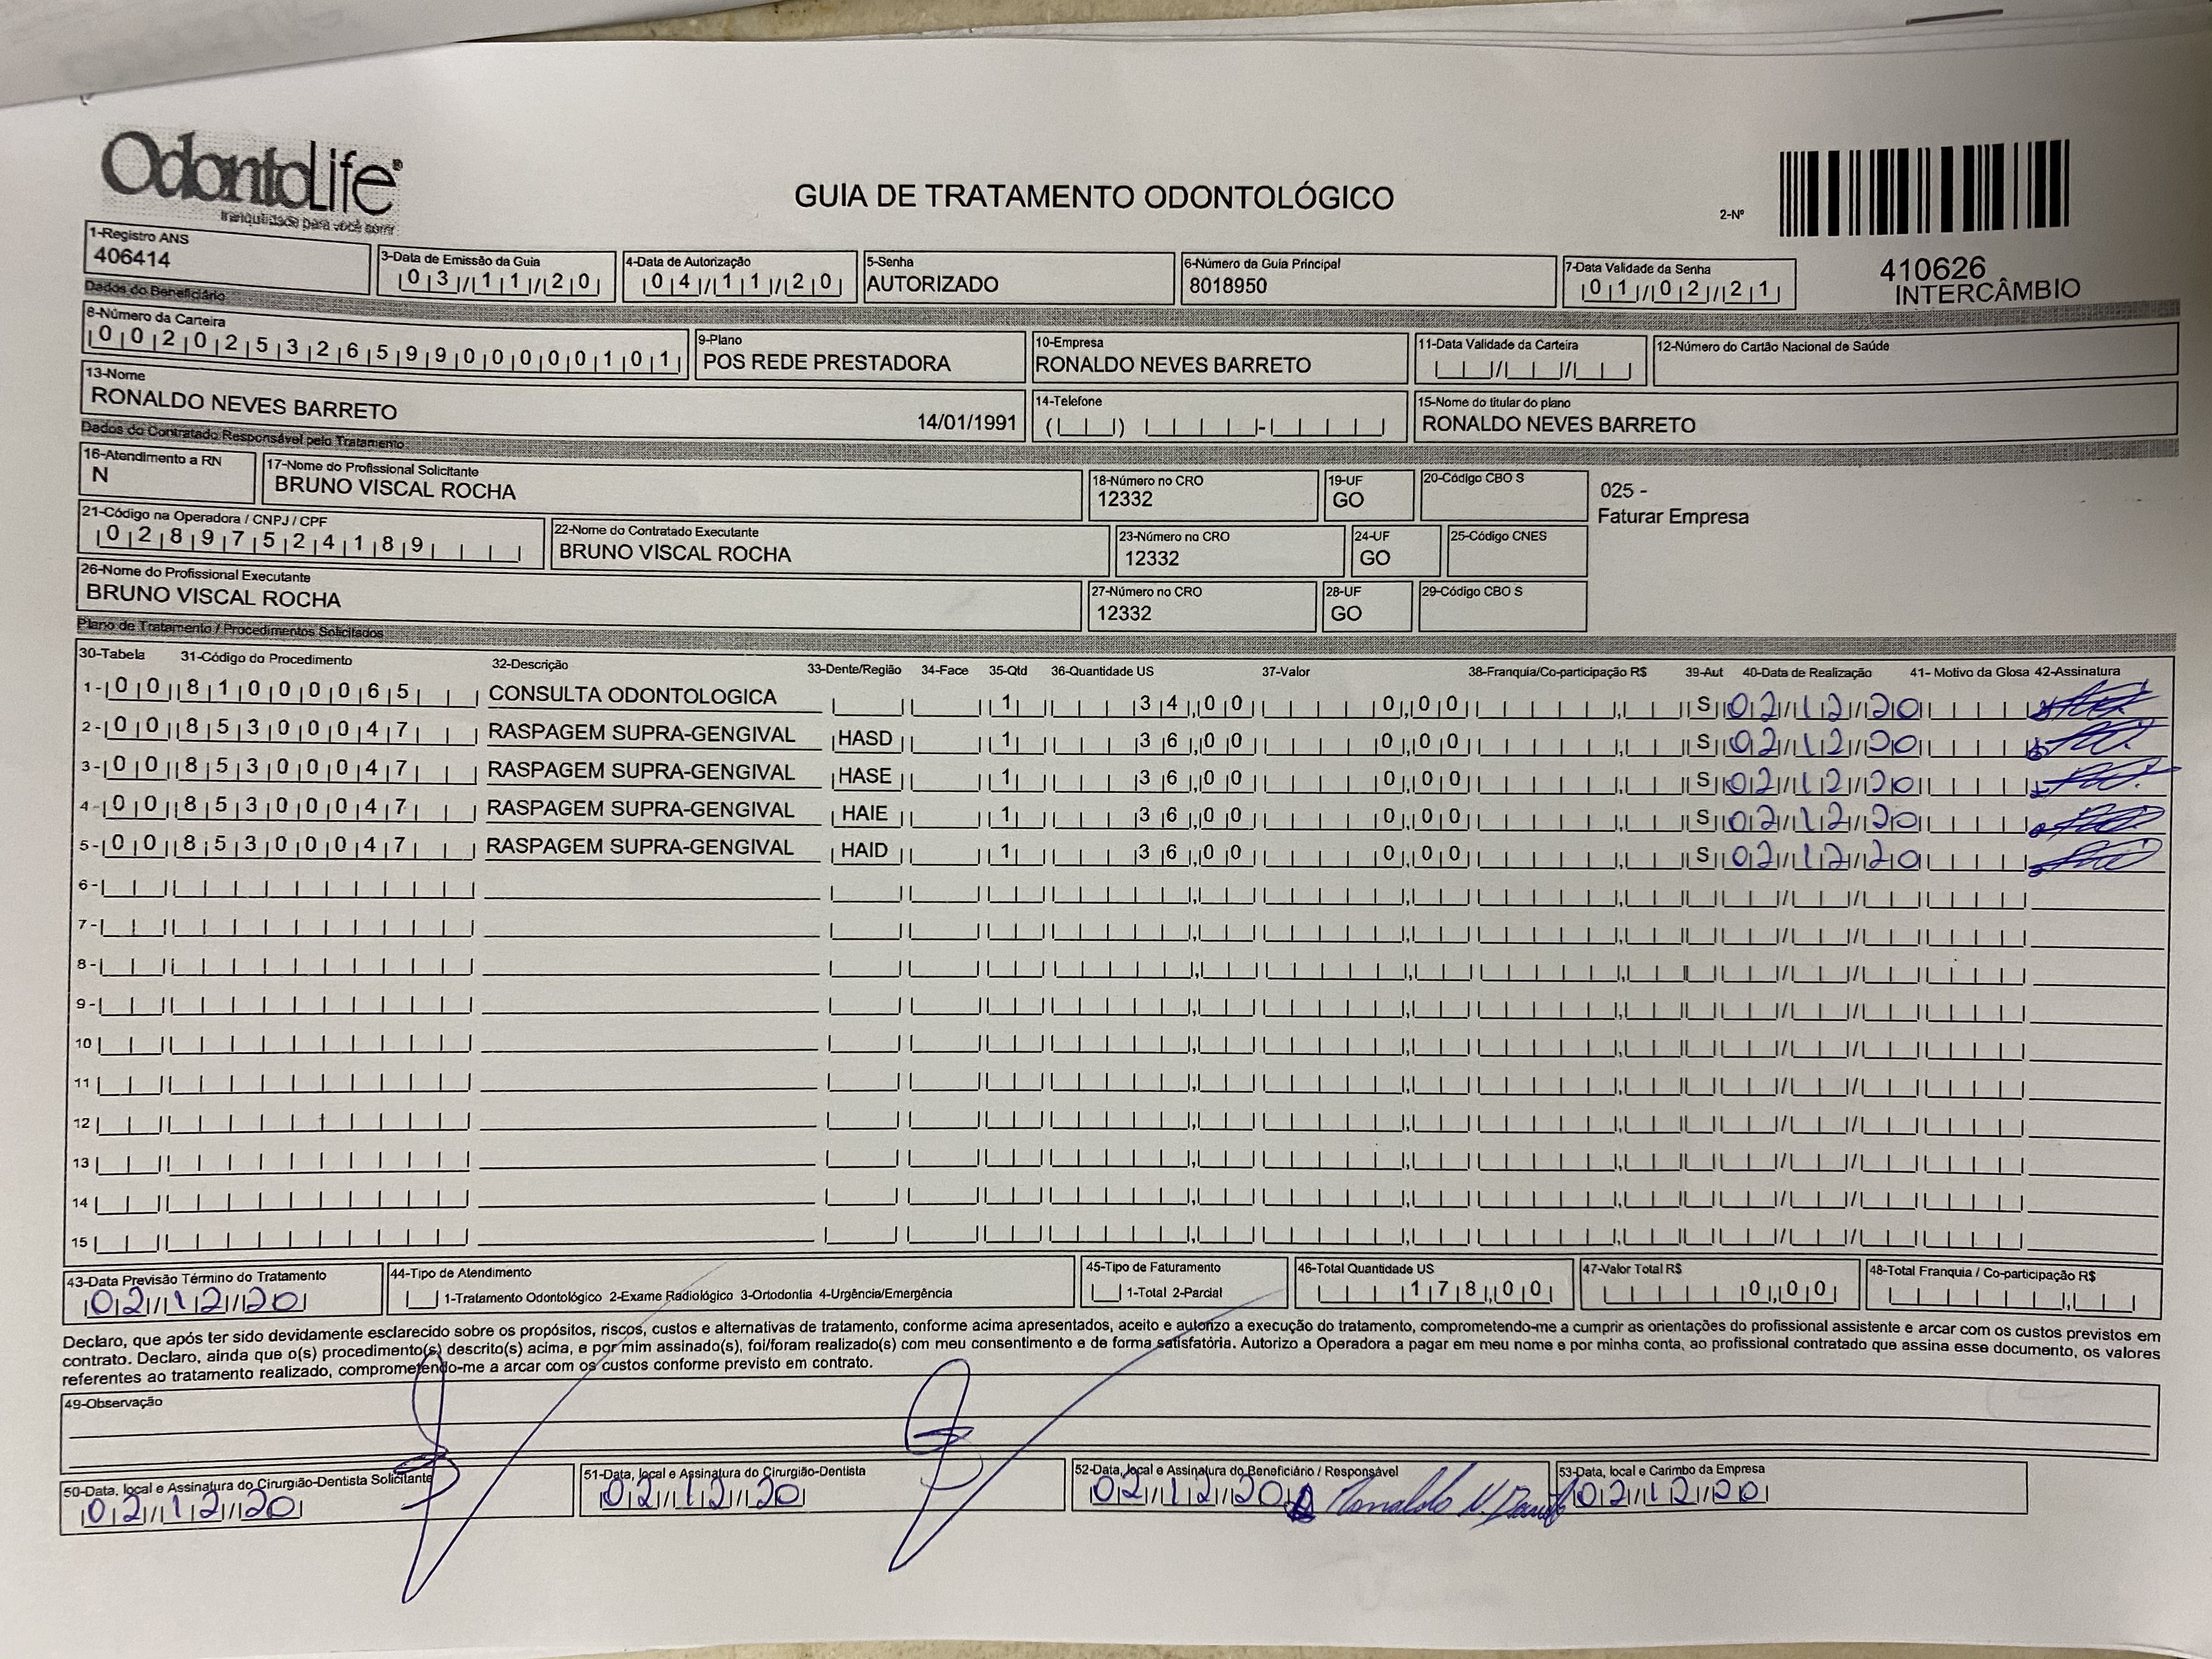 OdontoLife®
tranquilidade para você sorrir
GUIA DE TRATAMENTO ODONTOLÓGICO
2-Nº
410626
INTERCÂMBIO
1-Registro ANS
406414
3-Data de Emissão da Guia
03/11/20
4-Data de Autorização
04/11/20
5-Senha
AUTORIZADO
6-Número da Guia Principal
8018950
7-Data Validade da Senha
01/02/21
Dados do Beneficiário
8-Número da Carteira
00202532659900000101
9-Plano
POS REDE PRESTADORA
10-Empresa
RONALDO NEVES BARRETO
11-Data Validade da Carteira
12-Número do Cartão Nacional de Saúde
13-Nome
RONALDO NEVES BARRETO 14/01/1991
14-Telefone
15-Nome do titular do plano
RONALDO NEVES BARRETO
Dados do Contratado Responsável pelo Tratamento
16-Atendimento a RN
N
17-Nome do Profissional Solicitante
BRUNO VISCAL ROCHA
18-Número no CRO
12332
19-UF
GO
20-Código CBO S
025 -
Faturar Empresa
21-Código na Operadora / CNPJ / CPF
02897524189
22-Nome do Contratado Executante
BRUNO VISCAL ROCHA
23-Número no CRO
12332
24-UF
GO
25-Código CNES
26-Nome do Profissional Executante
BRUNO VISCAL ROCHA
27-Número no CRO
12332
28-UF
GO
29-Código CBO S
Plano de Tratamento / Procedimentos Solicitados
30-Tabela 31-Código do Procedimento 32-Descrição 33-Dente/Região 34-Face 35-Qtd 36-Quantidade US 37-Valor 38-Franquia/Co-participação R$ 39-Aut 40-Data de Realização 41- Motivo da Glosa 42-Assinatura
1- 00 81000065 CONSULTA ODONTOLOGICA 1 34,00 0,00 S 02/12/20
2- 00 85300047 RASPAGEM SUPRA-GENGIVAL HASD 1 36,00 0,00 S 02/12/20
3- 00 85300047 RASPAGEM SUPRA-GENGIVAL HASE 1 36,00 0,00 S 02/12/20
4- 00 85300047 RASPAGEM SUPRA-GENGIVAL HAIE 1 36,00 0,00 S 02/12/20
5- 00 85300047 RASPAGEM SUPRA-GENGIVAL HAID 1 36,00 0,00 S 02/12/20
6-
7-
8-
9-
10
11
12
13
14
15
43-Data Previsão Término do Tratamento
02/12/20
44-Tipo de Atendimento
1-Tratamento Odontológico 2-Exame Radiológico 3-Ortodontia 4-Urgência/Emergência
45-Tipo de Faturamento
1-Total 2-Parcial
46-Total Quantidade US
178,00
47-Valor Total R$
0,00
48-Total Franquia / Co-participação R$
Declaro, que após ter sido devidamente esclarecido sobre os propósitos, riscos, custos e alternativas de tratamento, conforme acima apresentados, aceito e autorizo a execução do tratamento, comprometendo-me a cumprir as orientações do profissional assistente e arcar com os custos previstos em
contrato. Declaro, ainda que o(s) procedimento(s) descrito(s) acima, e por mim assinado(s), foi/foram realizado(s) com meu consentimento e de forma satisfatória. Autorizo a Operadora a pagar em meu nome e por minha conta, ao profissional contratado que assina esse documento, os valores
referentes ao tratamento realizado, comprometendo-me a arcar com os custos conforme previsto em contrato.
49-Observação
50-Data, local e Assinatura do Cirurgião-Dentista Solicitante
02/12/20
51-Data, local e Assinatura do Cirurgião-Dentista
02/12/20
52-Data, local e Assinatura do Beneficiário / Responsável
02/12/20 Ronaldo N.
53-Data, local e Carimbo da Empresa
02/12/20